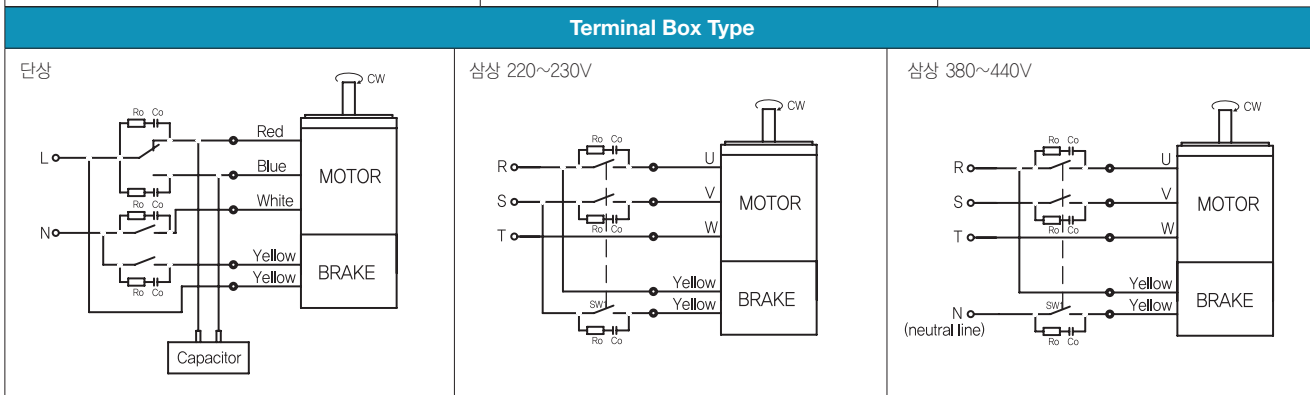 Terminal Box Type
단상
CW
Ro Co
Red
L
Blue
MOTOR
Ro Co
White
N
Yellow
BRAKE
Yellow
Ro Co
Capacitor
삼상 220~230V
CW
Ro Co
R
U
S
V
MOTOR
Ro Co
T
W
Yellow
BRAKE
SW1
Yellow
Ro Co
삼상 380~440V
CW
Ro Co
R
U
S
V
MOTOR
Ro Co
T
W
Yellow
BRAKE
N
SW1
Yellow
(neutral line)
Ro Co